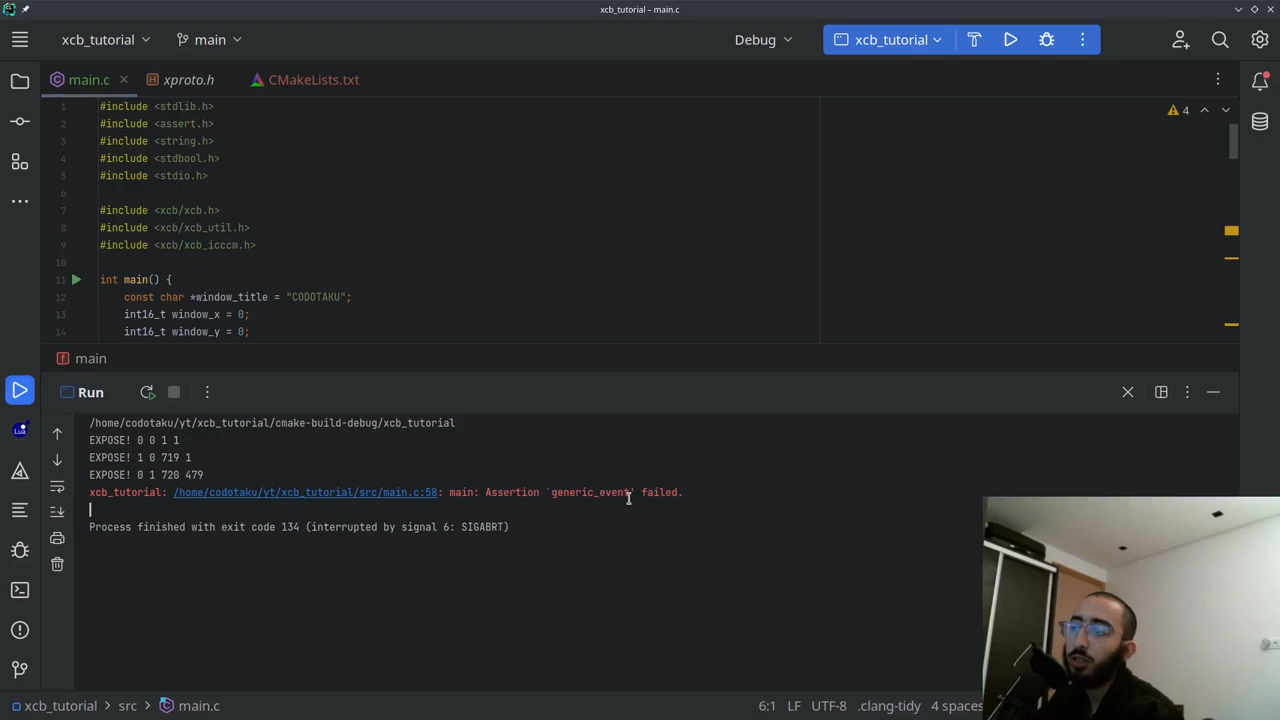 xcb_tutorial – main.c
xcb_tutorial
main
Debug
xcb_tutorial
main.c
xproto.h
CMakeLists.txt
1 #include <stdlib.h>
2 #include <assert.h>
3 #include <string.h>
4 #include <stdbool.h>
5 #include <stdio.h>
6
7 #include <xcb/xcb.h>
8 #include <xcb/xcb_util.h>
9 #include <xcb/xcb_icccm.h>
10
11 int main() {
12 const char *window_title = "CODOTAKU";
13 int16_t window_x = 0;
14 int16_t window_y = 0;
4
main
Run
/home/codotaku/yt/xcb_tutorial/cmake-build-debug/xcb_tutorial
EXPOSE! 0 0 1 1
EXPOSE! 1 0 719 1
EXPOSE! 0 1 720 479
xcb_tutorial: /home/codotaku/yt/xcb_tutorial/src/main.c:58: main: Assertion `generic_event' failed.
Process finished with exit code 134 (interrupted by signal 6: SIGABRT)
Lua
xcb_tutorial > src > main.c
6:1 LF UTF-8 .clang-tidy 4 spaces